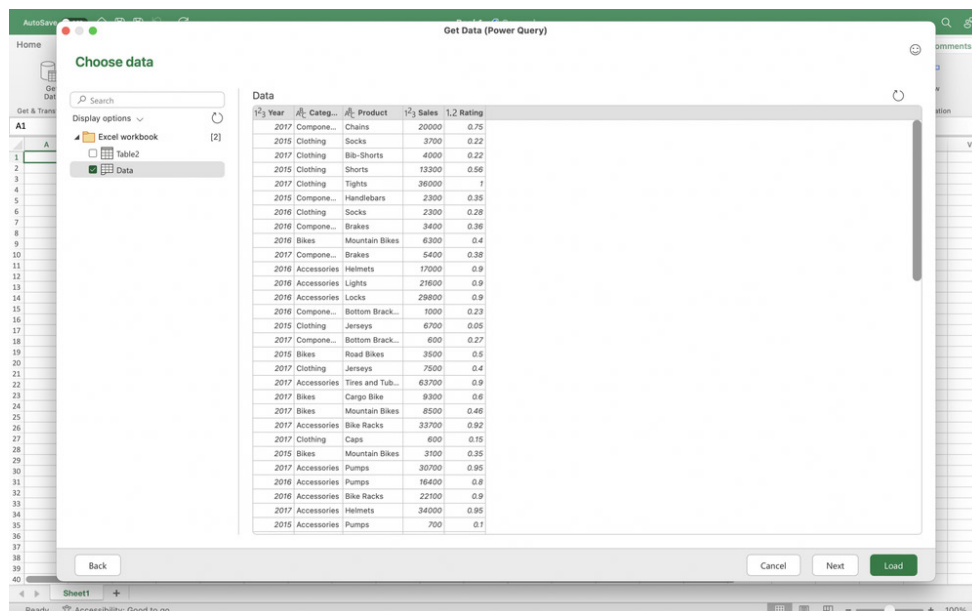 AutoSave
Get Data (Power Query)
Home
omments
Choose data
Get & Trans
A1
Search
Display options
Excel workbook [2]
Table2
Data
Data
Year Categ... Product Sales Rating
2017 Compone... Chains 20000 0.75
2015 Clothing Socks 3700 0.22
2017 Clothing Bib-Shorts 4000 0.22
2015 Clothing Shorts 13300 0.56
2017 Clothing Tights 36000 1
2015 Compone... Handlebars 2300 0.35
2016 Clothing Socks 2300 0.28
2016 Compone... Brakes 3400 0.36
2016 Bikes Mountain Bikes 6300 0.4
2017 Compone... Brakes 5400 0.38
2016 Accessories Helmets 17000 0.9
2016 Accessories Lights 21600 0.9
2016 Accessories Locks 29800 0.9
2016 Compone... Bottom Brack... 1000 0.23
2015 Clothing Jerseys 6700 0.05
2017 Compone... Bottom Brack... 600 0.27
2015 Bikes Road Bikes 3500 0.5
2017 Clothing Jerseys 7500 0.4
2017 Accessories Tires and Tub... 63700 0.9
2017 Bikes Cargo Bike 9300 0.6
2017 Bikes Mountain Bikes 8500 0.46
2017 Accessories Bike Racks 33700 0.92
2017 Clothing Caps 600 0.15
2015 Bikes Mountain Bikes 3100 0.35
2017 Accessories Pumps 30700 0.95
2016 Accessories Pumps 16400 0.8
2016 Accessories Bike Racks 22100 0.9
2017 Accessories Helmets 34000 0.95
2015 Accessories Pumps 700 0.1
Back
Cancel
Next
Load
Sheet1
Ready Accessibility: Good to go
100%